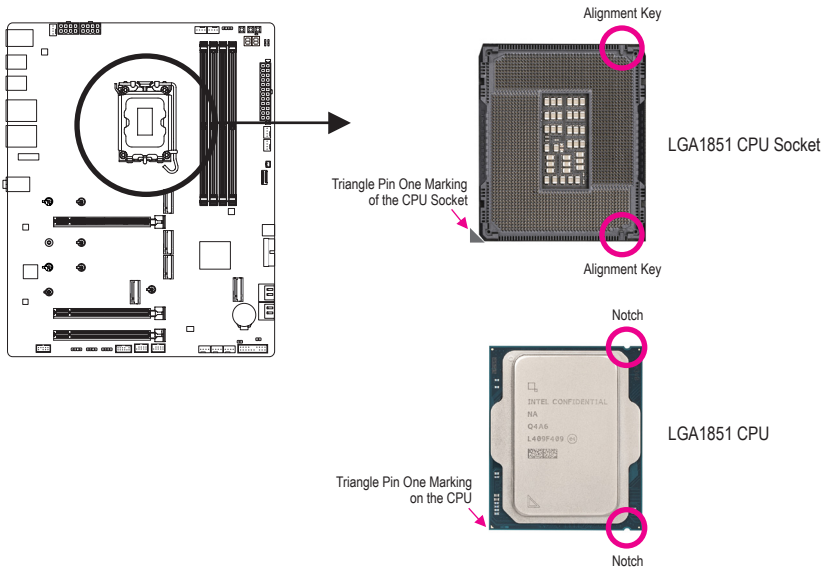 Alignment Key
LGA1851 CPU Socket
Triangle Pin One Marking
of the CPU Socket
Alignment Key
Notch
INTEL CONFIDENTIAL
NA
Q4A6
L409F409
LGA1851 CPU
Triangle Pin One Marking
on the CPU
Notch